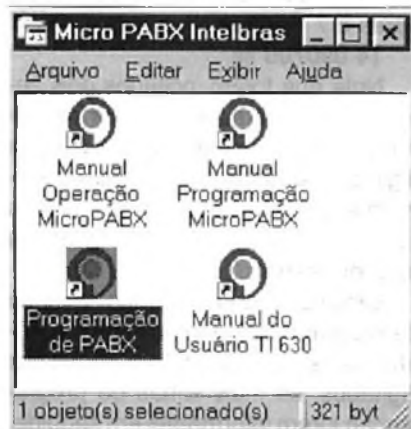 Micro PABX Intelbras
Arquivo Editar Exibir Ajuda
Manual
Operação
MicroPABX
Manual
Programação
MicroPABX
Programação
de PABX
Manual do
Usuário TI 630
1 objeto(s) selecionado(s) 321 byt